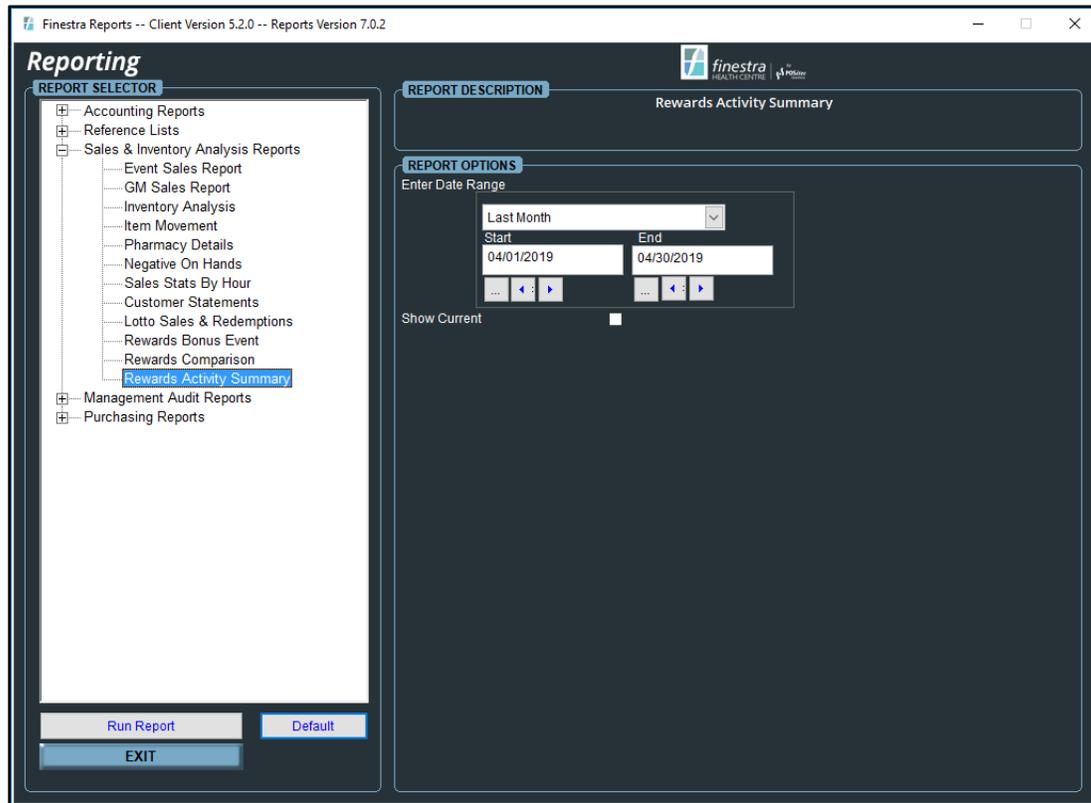 Finestra Reports -- Client Version 5.2.0 -- Reports Version 7.0.2
Reporting
finestra
HEALTH CENTRE
by
POSitec
REPORT SELECTOR
Accounting Reports
Reference Lists
Sales & Inventory Analysis Reports
Event Sales Report
GM Sales Report
Inventory Analysis
Item Movement
Pharmacy Details
Negative On Hands
Sales Stats By Hour
Customer Statements
Lotto Sales & Redemptions
Rewards Bonus Event
Rewards Comparison
Rewards Activity Summary
Management Audit Reports
Purchasing Reports
Run Report
Default
EXIT
REPORT DESCRIPTION
Rewards Activity Summary
REPORT OPTIONS
Enter Date Range
Last Month
Start End
04/01/2019 04/30/2019
... : ... :
Show Current